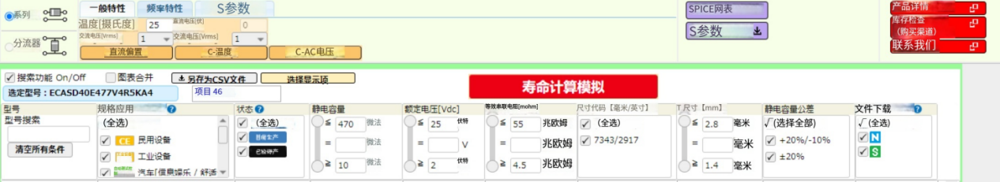 系列
分流器
一般特性 频率特性 S参数
温度[摄氏度] 25 直流电压[伏] 0
交流电压[Vrms] 1 交流电压[Vrms] 1
直流偏置 C-温度 C-AC电压
SPICE网表
S参数
产品详情
库存检查
（购买渠道）
联系我们
搜索功能 On/Off 图表合并 另存为CSV文件 选择显示项
选定型号：ECASD40E477V4R5KA4 项目 46
寿命计算模拟
型号 规格应用 ? 状态 ? 静电容量 额定电压[Vdc] 等效串联电阻[mohm] 尺寸代码［毫米/英寸］ T尺寸［mm］ 静电容量公差 文件下载 ?
型号搜索
清空所有条件
(全选)
CE 民用设备
工业设备
汽车[信息娱乐 / 舒适
(全选)
已经停产
≦ 470 微法
= 微法
≧ 10 微法
≦ 25 伏特
= V
≧ 2 伏特
≦ 55 兆欧姆
= 兆欧姆
≧ 4.5 兆欧姆
(全选)
7343/2917
≦ 2.8 毫米
= 毫米
≧ 1.4 毫米
√(选择全部)
+20%/-10%
±20%
√(全选)
N
S